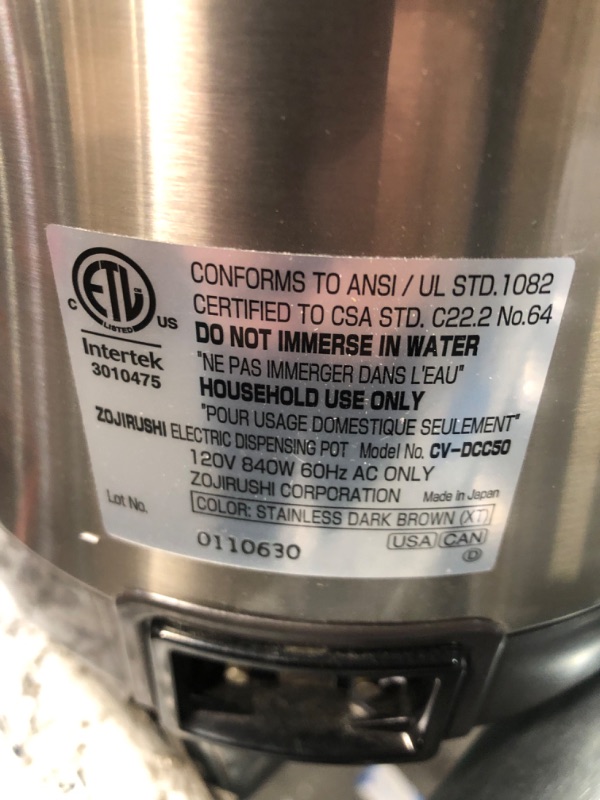 ETL
LISTED
C US
Intertek
3010475
CONFORMS TO ANSI / UL STD.1082
CERTIFIED TO CSA STD. C22.2 No.64
DO NOT IMMERSE IN WATER
"NE PAS IMMERGER DANS L'EAU"
HOUSEHOLD USE ONLY
"POUR USAGE DOMESTIQUE SEULEMENT"
ZOJIRUSHI ELECTRIC DISPENSING POT Model No. CV-DCC50
120V 840W 60Hz AC ONLY
ZOJIRUSHI CORPORATION Made in Japan
COLOR: STAINLESS DARK BROWN (XT)
Lot No. 0110630
USA CAN
D